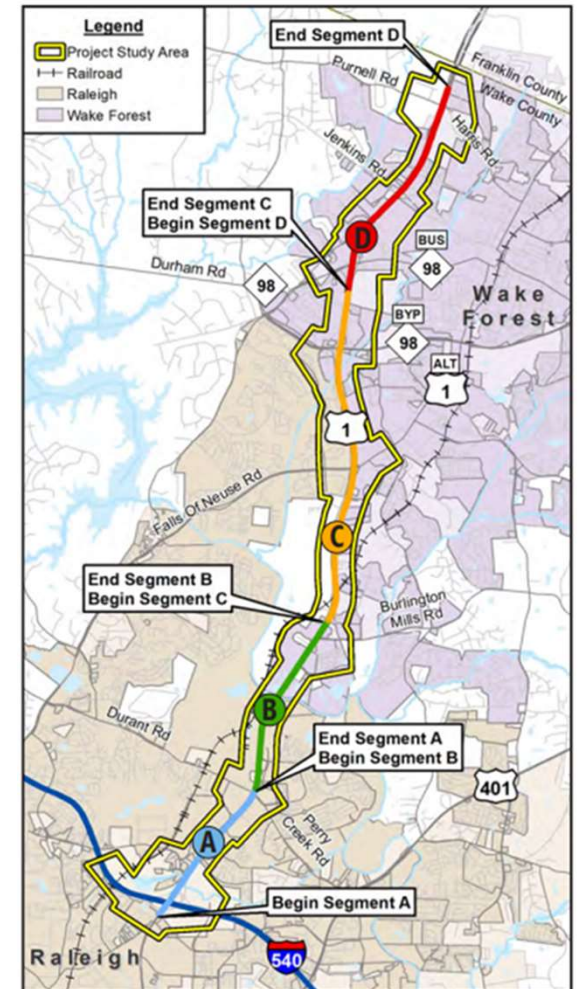 Legend
Project Study Area
Railroad
Raleigh
Wake Forest
End Segment D
Purnell Rd
Franklin County
Wake County
Harris Rd
Jenkins Rd
End Segment C
Begin Segment D
D
Durham Rd
98
BUS
98
Wake
Forest
BYP
98
ALT
1
1
Falls Of Neuse Rd
C
End Segment B
Begin Segment C
Burlington
Mills Rd
B
Durant Rd
End Segment A
Begin Segment B
401
Perry
Creek Rd
A
Begin Segment A
Raleigh
540